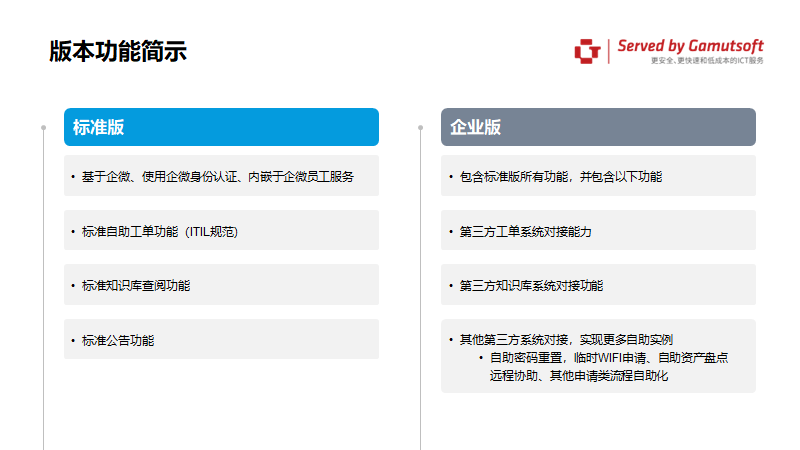 版本功能简示
Served by Gamutsoft
更安全、更快速和低成本的ICT服务
标准版
• 基于企微、使用企微身份认证、内嵌于企微员工服务
• 标准自助工单功能（ITIL规范)
• 标准知识库查阅功能
• 标准公告功能
企业版
• 包含标准版所有功能，并包含以下功能
• 第三方工单系统对接能力
• 第三方知识库系统对接功能
• 其他第三方系统对接，实现更多自助实例
• 自助密码重置，临时WIFI申请、自助资产盘点
远程协助、其他申请类流程自助化